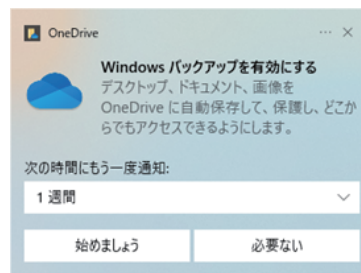 OneDrive
Windows バックアップを有効にする
デスクトップ、ドキュメント、画像を
OneDrive に自動保存して、保護し、どこか
らでもアクセスできるようにします。
次の時間にもう一度通知:
1 週間
始めましょう
必要ない